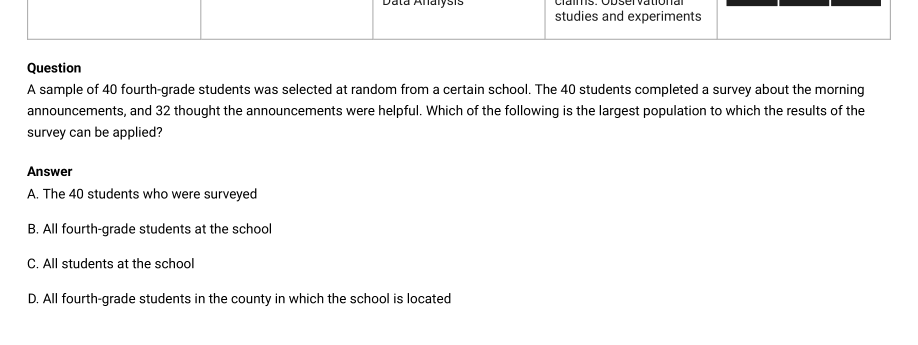 Data Analysis
claims: Observational
studies and experiments
Question
A sample of 40 fourth-grade students was selected at random from a certain school. The 40 students completed a survey about the morning
announcements, and 32 thought the announcements were helpful. Which of the following is the largest population to which the results of the
survey can be applied?
Answer
A. The 40 students who were surveyed
B. All fourth-grade students at the school
C. All students at the school
D. All fourth-grade students in the county in which the school is located